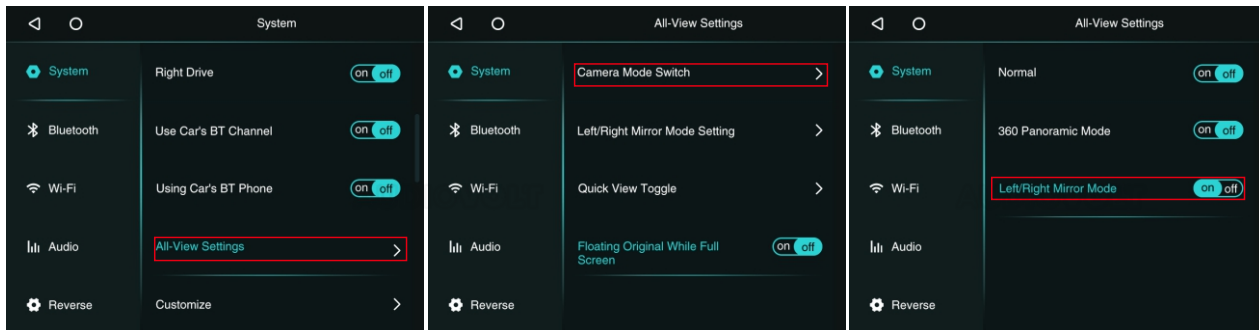 System
System
Right Drive
on off
Bluetooth
Use Car's BT Channel
on off
Wi-Fi
Using Car's BT Phone
on off
Audio
All-View Settings
Reverse
Customize
All-View Settings
System
Camera Mode Switch
Bluetooth
Left/Right Mirror Mode Setting
Wi-Fi
Quick View Toggle
Audio
Floating Original While Full
Screen
on off
Reverse
All-View Settings
System
Normal
on off
Bluetooth
360 Panoramic Mode
on off
Wi-Fi
Left/Right Mirror Mode
on off
Audio
Reverse